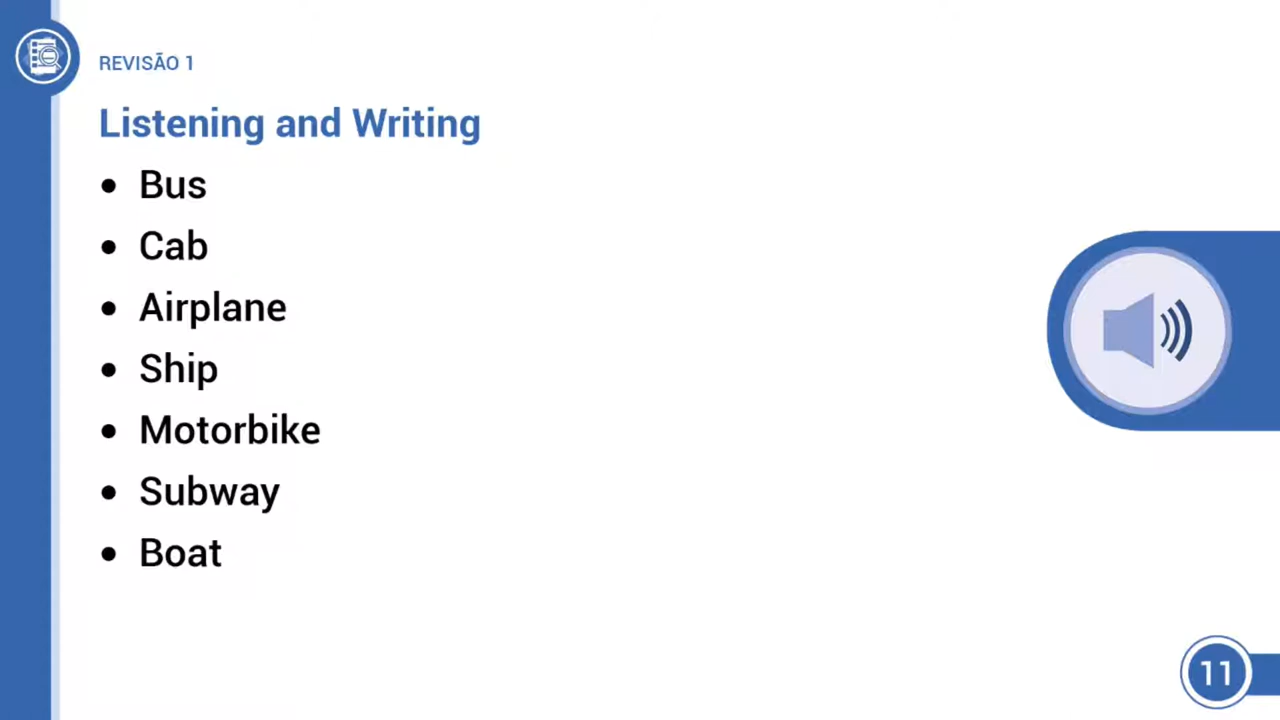 REVISÃO 1
Listening and Writing
• Bus
• Cab
• Airplane
• Ship
• Motorbike
• Subway
• Boat
11